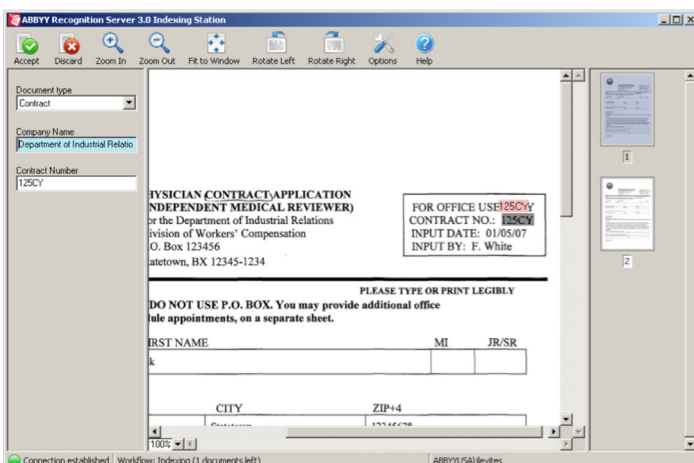 ABBYY Recognition Server 3.0 Indexing Station
Accept Discard Zoom In Zoom Out Fit to Window Rotate Left Rotate Right Options Help
Document type
Contract
Company Name
Department of Industrial Relatio
Contract Number
125CY
HYSICIAN CONTRACT APPLICATION
NDEPENDENT MEDICAL REVIEWER)
or the Department of Industrial Relations
ivision of Workers' Compensation
.O. Box 123456
tatetown, BX 12345-1234
FOR OFFICE USE 125CY
CONTRACT NO.: 125CY
INPUT DATE: 01/05/07
INPUT BY: F. White
PLEASE TYPE OR PRINT LEGIBLY
DO NOT USE P.O. BOX. You may provide additional office
lule appointments, on a separate sheet.
IRST NAME MI JR/SR
k
CITY ZIP+4
Statetown 12345678
100%
1
2
Connection established Workflow: Indexing (1 documents left) ABBYYUSA\ilevites